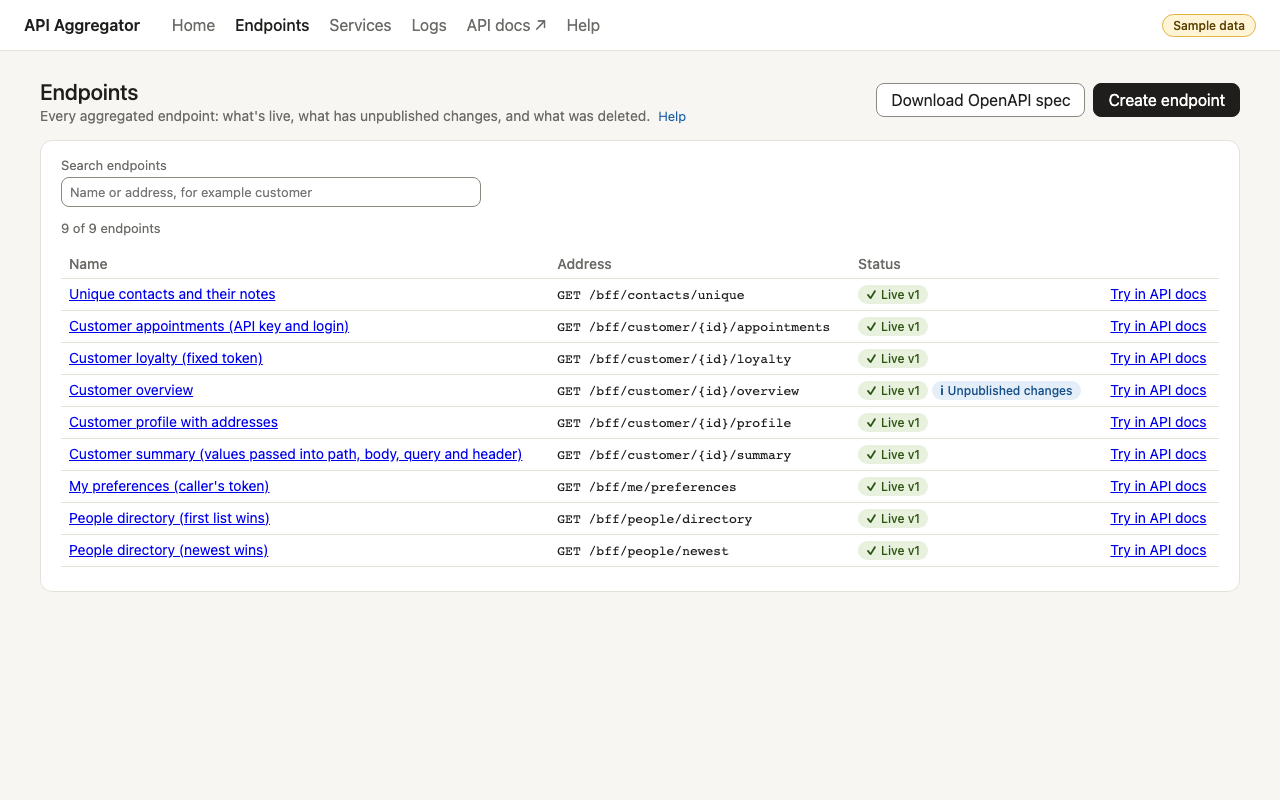 API Aggregator Home Endpoints Services Logs API docs ↗ Help Sample data
Endpoints
Every aggregated endpoint: what's live, what has unpublished changes, and what was deleted. Help
Download OpenAPI spec Create endpoint
Search endpoints
Name or address, for example customer
9 of 9 endpoints
Name Address Status
Unique contacts and their notes GET /bff/contacts/unique ✓ Live v1 Try in API docs
Customer appointments (API key and login) GET /bff/customer/{id}/appointments ✓ Live v1 Try in API docs
Customer loyalty (fixed token) GET /bff/customer/{id}/loyalty ✓ Live v1 Try in API docs
Customer overview GET /bff/customer/{id}/overview ✓ Live v1 i Unpublished changes Try in API docs
Customer profile with addresses GET /bff/customer/{id}/profile ✓ Live v1 Try in API docs
Customer summary (values passed into path, body, query and header) GET /bff/customer/{id}/summary ✓ Live v1 Try in API docs
My preferences (caller's token) GET /bff/me/preferences ✓ Live v1 Try in API docs
People directory (first list wins) GET /bff/people/directory ✓ Live v1 Try in API docs
People directory (newest wins) GET /bff/people/newest ✓ Live v1 Try in API docs